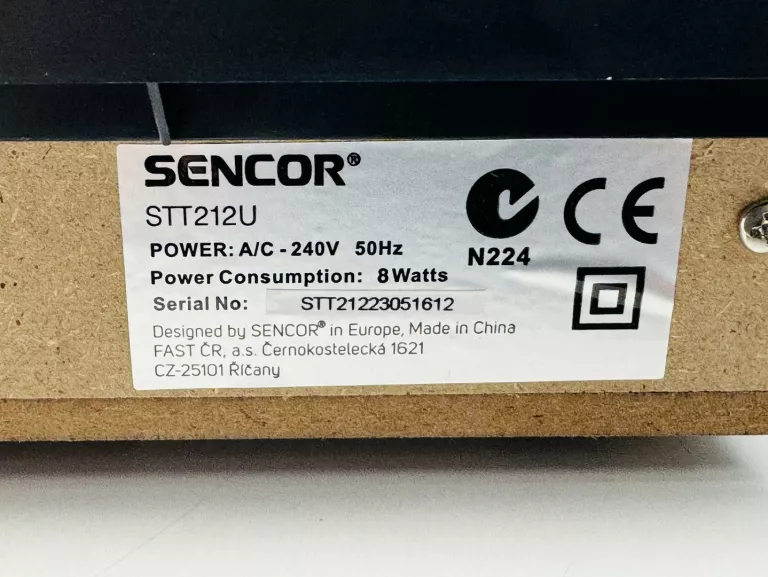 SENCOR®
STT212U
POWER: A/C - 240V 50Hz
Power Consumption: 8 Watts
Serial No: STT21223051612
Designed by SENCOR® in Europe, Made in China
FAST ČR, a.s. Černokostelecká 1621
CZ-25101 Říčany
N224
CE